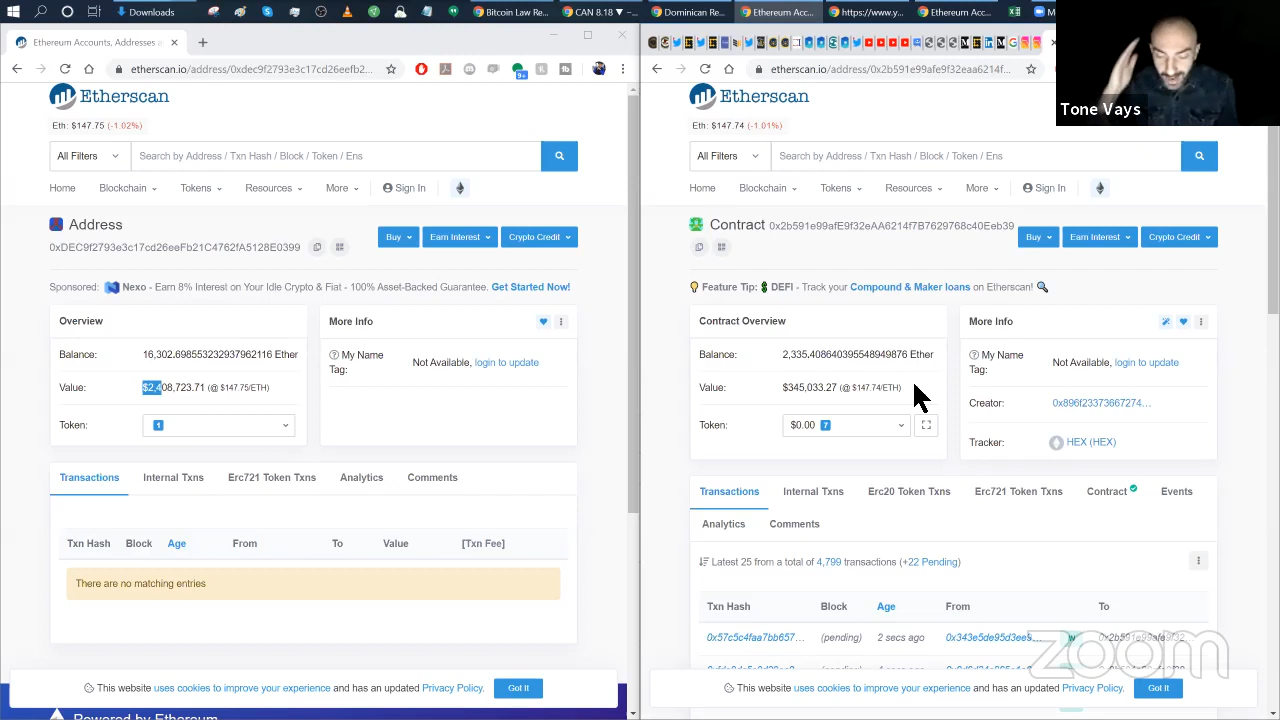 Downloads
Bitcoin Law Re
CAN 8.18
Dominican R
Ethereum Acc
https://www.y
Ethereum Acc
Ethereum Accounts, Addresses a
etherscan.io/address/0xdec9f2793e3c17cd26ee...
9+
Etherscan
Eth: $147.75 (-1.02%)
All Filters
Search by Address / Txn Hash / Block / Token / Ens
Home Blockchain Tokens Resources More Sign In
Address
0xDEC9f2793e3c17cd26eeFb21C4762fA5128E0399
Buy Earn Interest Crypto Credit
Sponsored: Nexo - Earn 8% Interest on Your Idle Crypto & Fiat - 100% Asset-Backed Guarantee. Get Started Now!
Overview
Balance: 16,302.698553232937962116 Ether
Value: $2,408,723.71 (@ $147.75/ETH)
Token: 1
More Info
My Name Tag: Not Available, login to update
Transactions Internal Txns Erc721 Token Txns Analytics Comments
Txn Hash Block Age From To Value [Txn Fee]
There are no matching entries
This website uses cookies to improve your experience and has an updated Privacy Policy. Got It
Powered by Ethereum
etherscan.io/address/0x2b591e99afe9f32eaa6214f...
Etherscan
Eth: $147.74 (-1.01%)
All Filters
Search by Address / Txn Hash / Block / Token / Ens
Home Blockchain Tokens Resources More Sign In
Contract 0x2b591e99afE9f32eAA6214f7B7629768c40Eeb39
Buy Earn Interest Crypto Credit
Feature Tip: DEFI - Track your Compound & Maker loans on Etherscan!
Contract Overview
Balance: 2,335.408640395548949876 Ether
Value: $345,033.27 (@ $147.74/ETH)
Token: $0.00 7
More Info
My Name Tag: Not Available, login to update
Creator: 0x896f23373667274...
Tracker: HEX (HEX)
Transactions Internal Txns Erc20 Token Txns Erc721 Token Txns Contract Events
Analytics Comments
Latest 25 from a total of 4,799 transactions (+22 Pending)
Txn Hash Block Age From To
0x57c5c4faa7bb657... (pending) 2 secs ago 0x343e5de95d3ee9... 0x2b591e99afe9f32...
This website uses cookies to improve your experience and has an updated Privacy Policy. Got It
Tone Vays
zoom